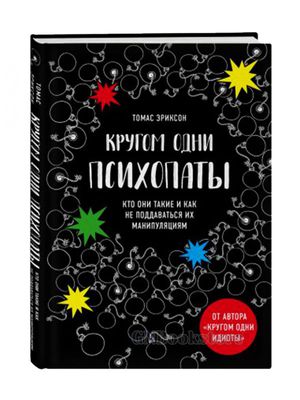 ТОМАС ЭРИКСОН
КРУГОМ ОДНИ
ПСИХОПАТЫ
КТО ОНИ ТАКИЕ И КАК
НЕ ПОДДАВАТЬСЯ ИХ
МАНИПУЛЯЦИЯМ
ОТ АВТОРА
«КРУГОМ ОДНИ
ИДИОТЫ»
ТОМАС ЭРИКСОН
КРУГОМ ОДНИ ПСИХОПАТЫ